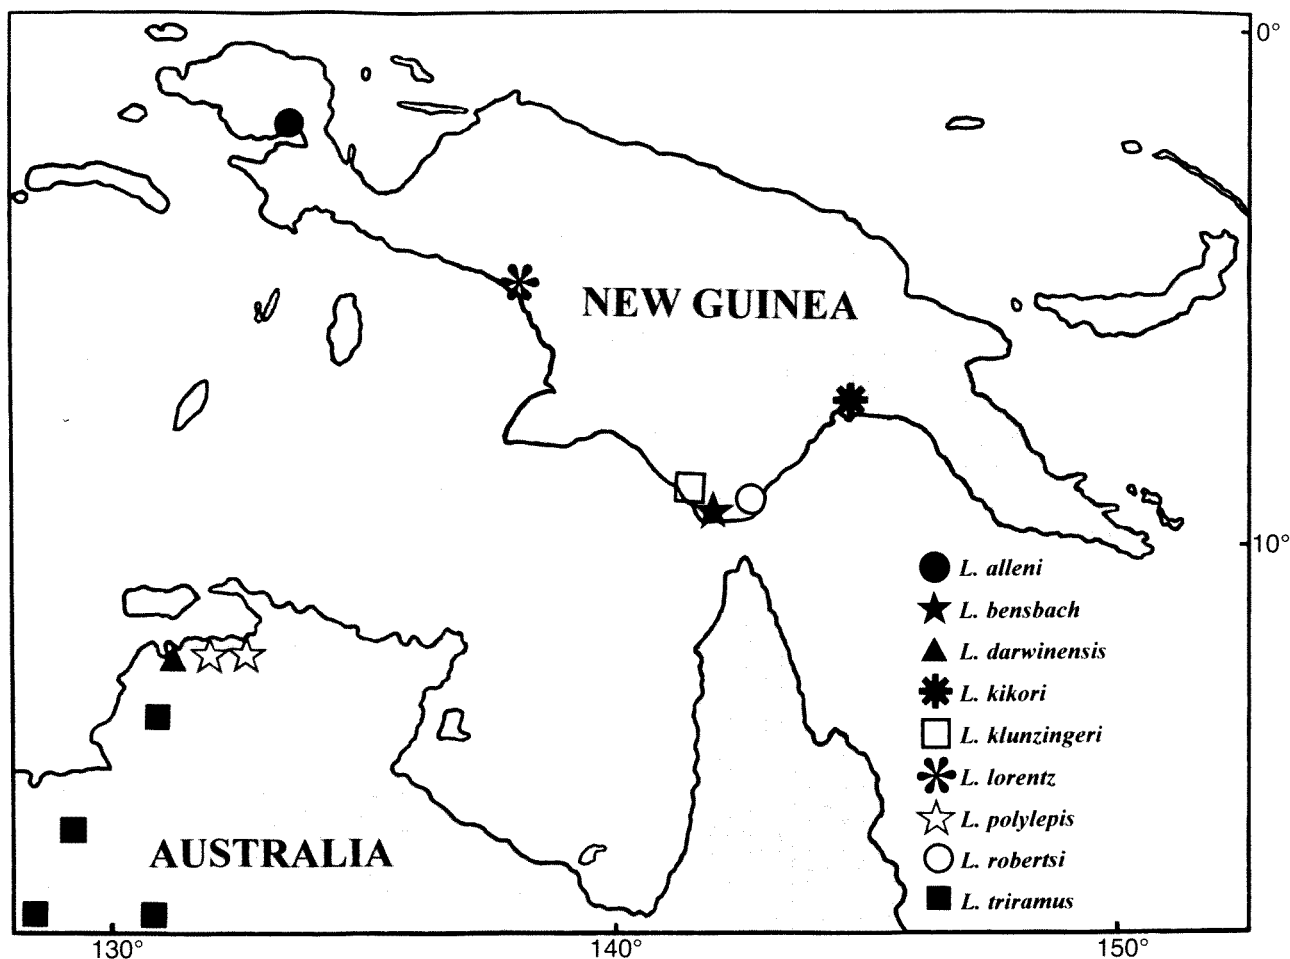 0°
NEW GUINEA
10°
L. alleni
L. bensbach
L. darwinensis
L. kikori
L. klunzingeri
L. lorentz
L. polylepis
L. robertsi
L. triramus
AUSTRALIA
130°
140°
150°